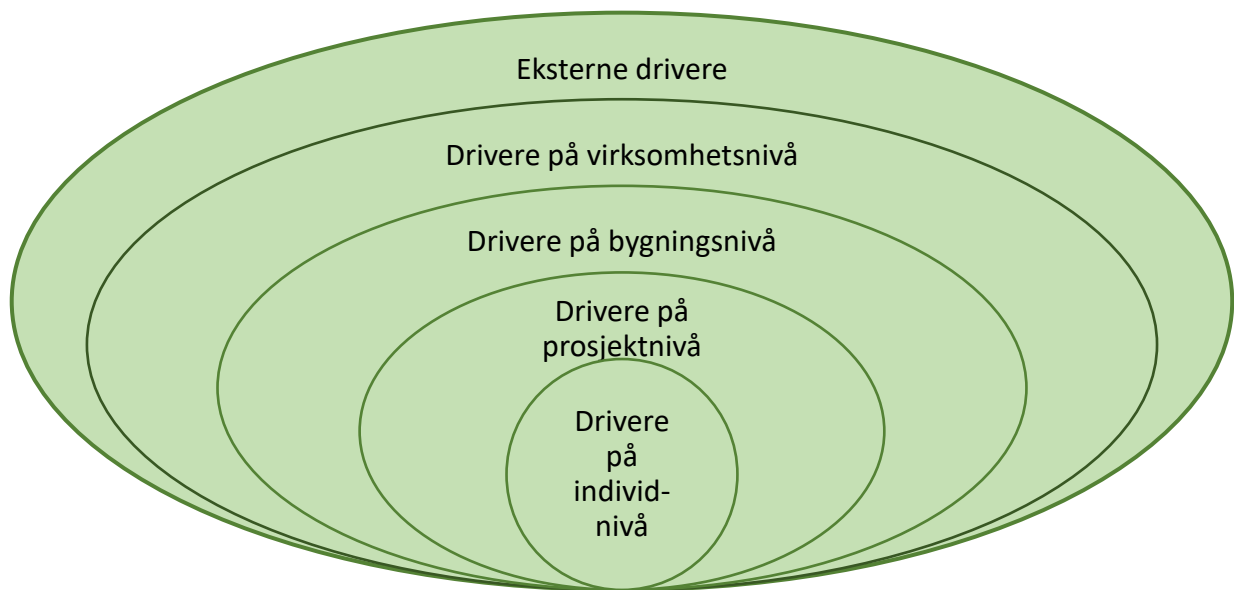 Eksterne drivere
Drivere på virksomhetsnivå
Drivere på bygningsnivå
Drivere på
prosjektnivå
Drivere
på
individ-
nivå